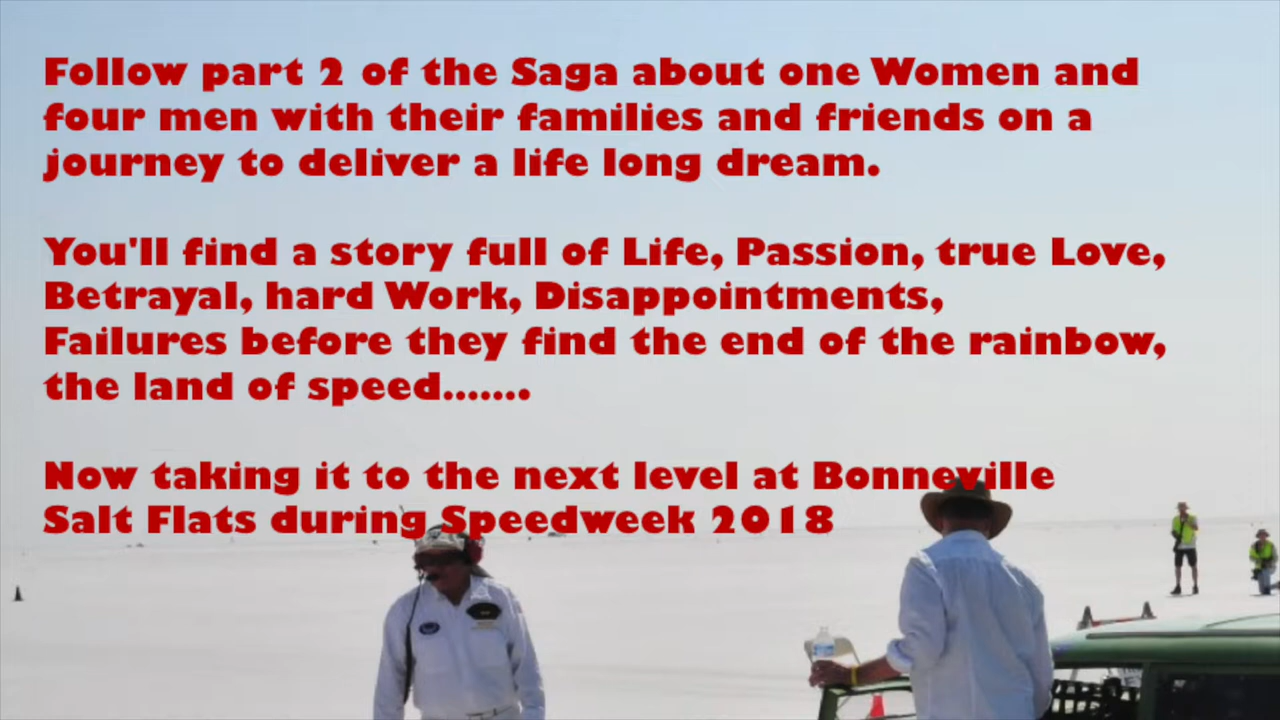 Follow part 2 of the Saga about one Women and
four men with their families and friends on a
journey to deliver a life long dream.
You'll find a story full of Life, Passion, true Love,
Betrayal, hard Work, Disappointments,
Failures before they find the end of the rainbow,
the land of speed.......
Now taking it to the next level at Bonneville
Salt Flats during Speedweek 2018